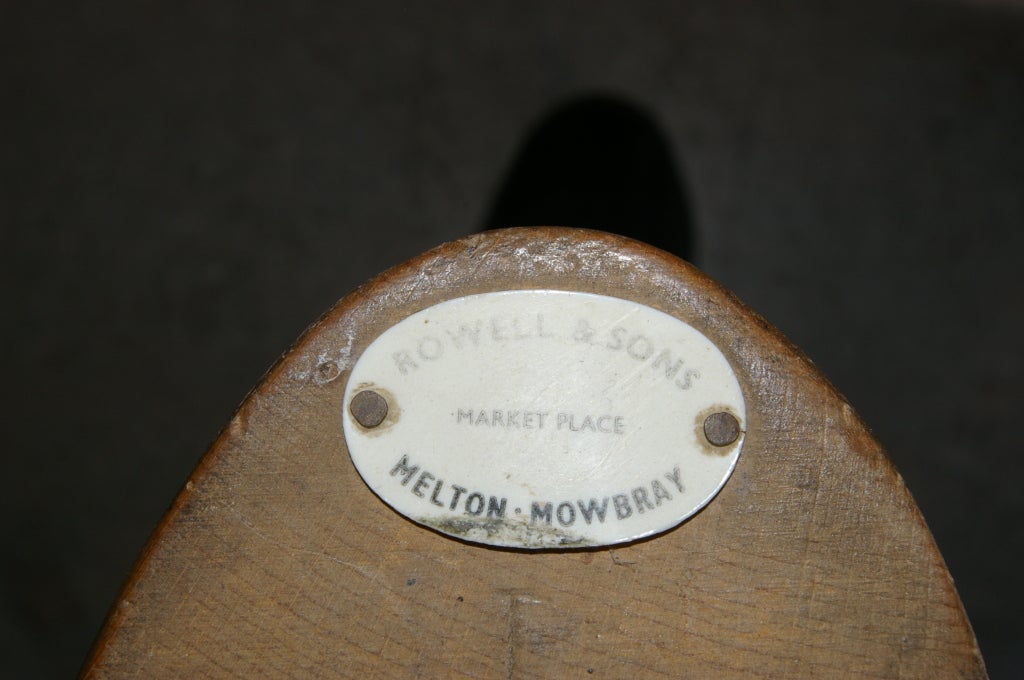 ROWELL & SONS
MARKET PLACE
MELTON · MOWBRAY